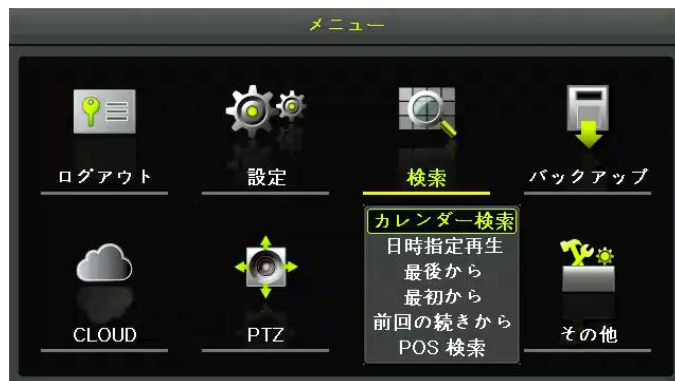 メニュー
ログアウト
設定
検索
バックアップ
カレンダー検索
日時指定再生
最後から
最初から
前回の続きから
POS 検索
CLOUD
PTZ
その他